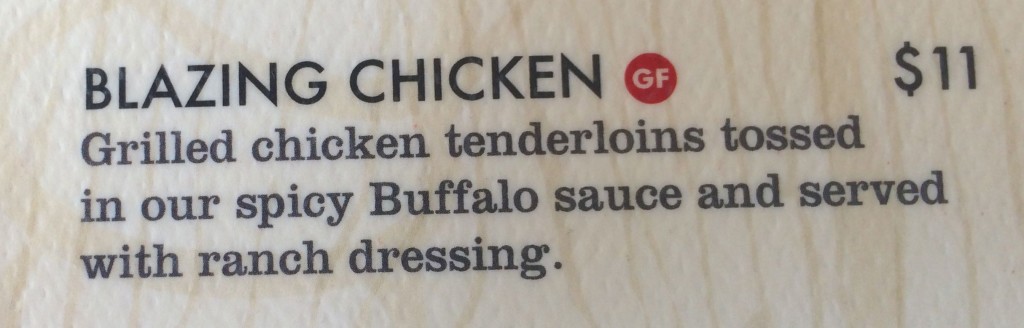 BLAZING CHICKEN GF $11
Grilled chicken tenderloins tossed
in our spicy Buffalo sauce and served
with ranch dressing.